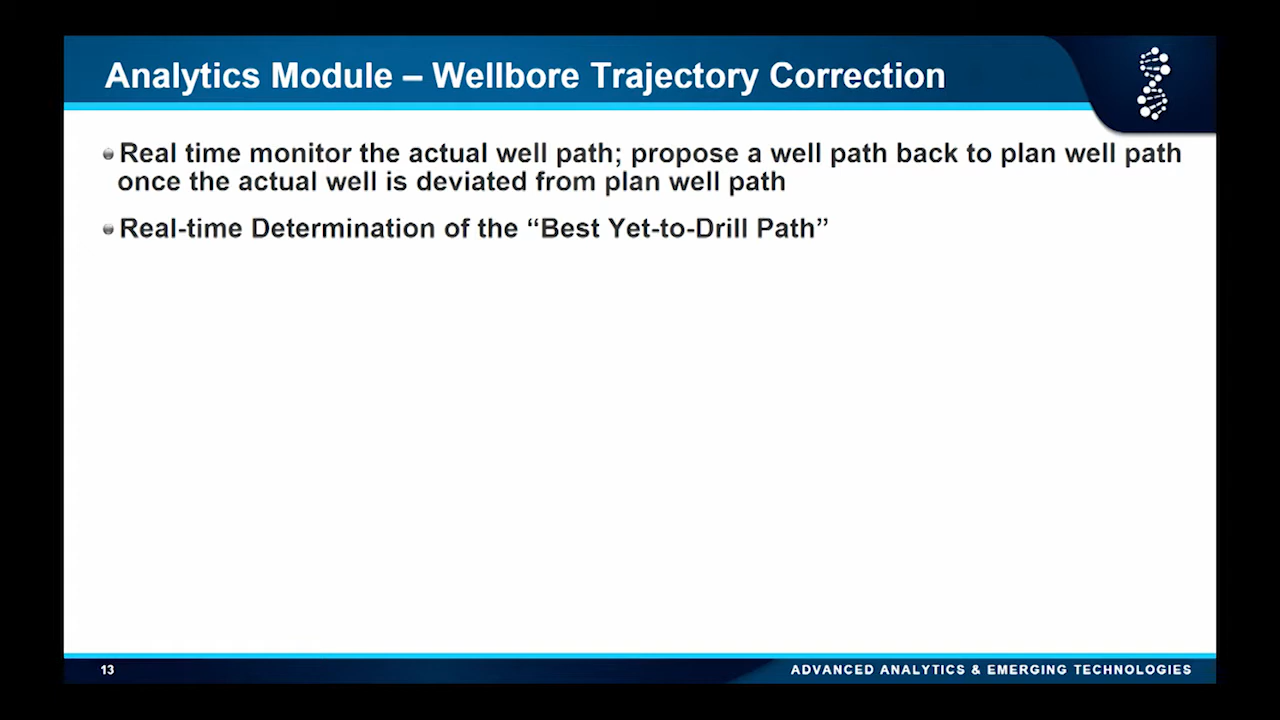 Analytics Module – Wellbore Trajectory Correction
Real time monitor the actual well path; propose a well path back to plan well path
once the actual well is deviated from plan well path
Real-time Determination of the “Best Yet-to-Drill Path”
13
ADVANCED ANALYTICS & EMERGING TECHNOLOGIES